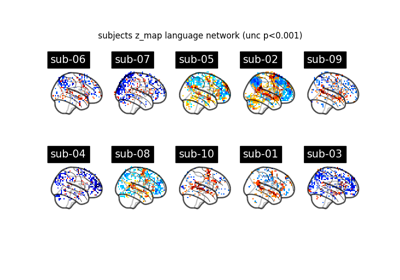 subjects z_map language network (unc p<0.001)
sub-06 sub-07 sub-05 sub-02 sub-09
sub-04 sub-08 sub-10 sub-01 sub-03